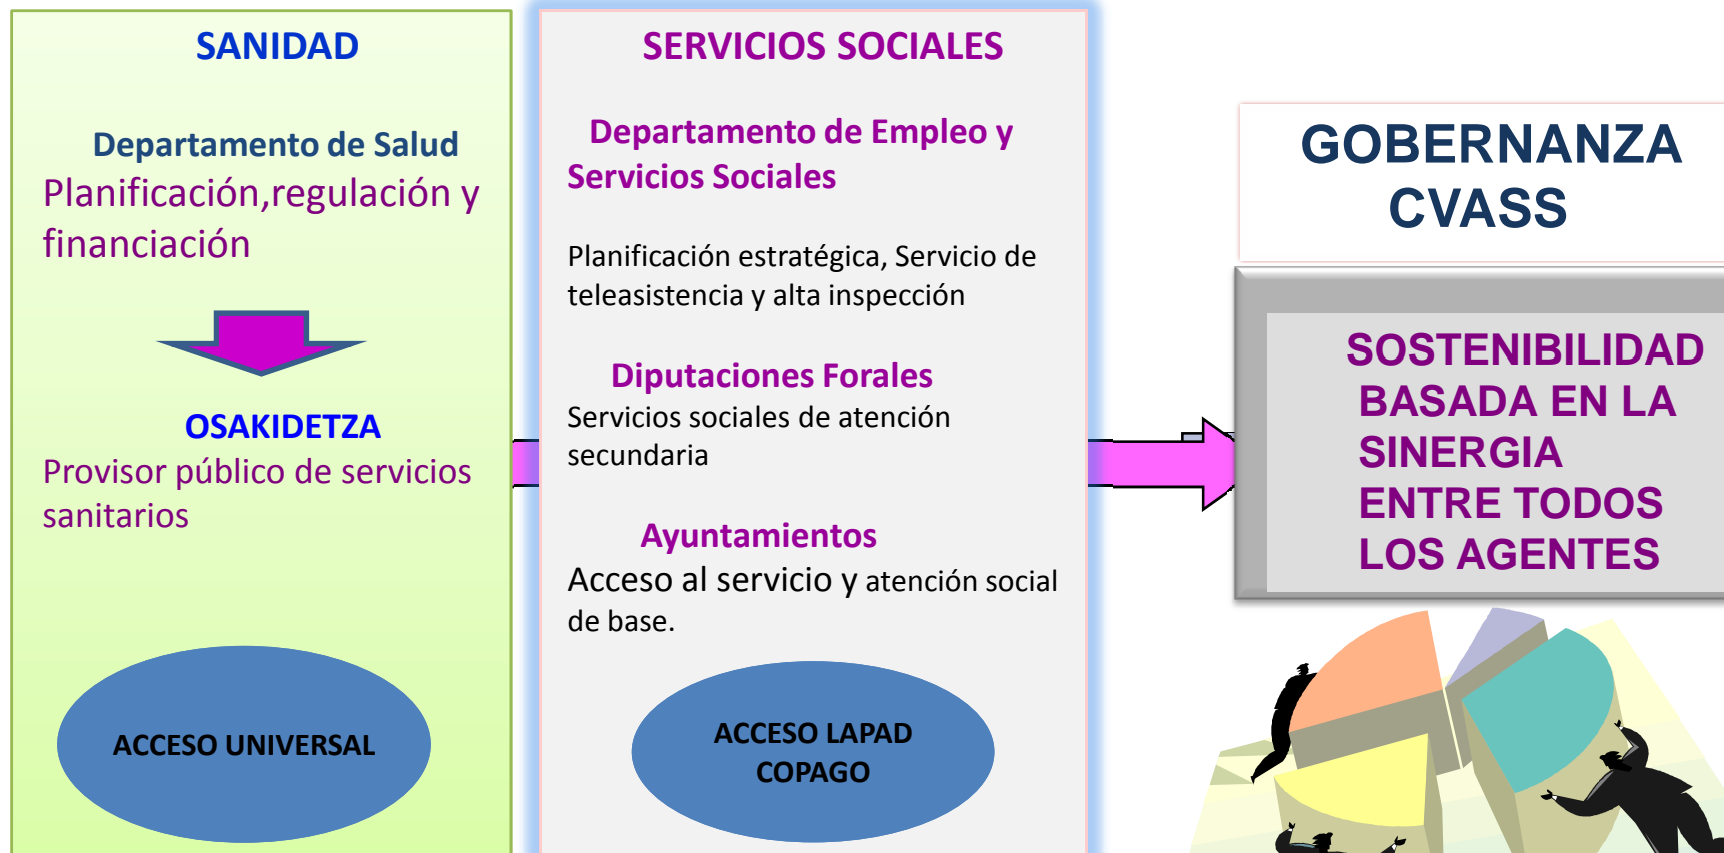 SANIDAD
Departamento de Salud
Planificación,regulación y
financiación
OSAKIDETZA
Provisor público de servicios
sanitarios
ACCESO UNIVERSAL
SERVICIOS SOCIALES
Departamento de Empleo y
Servicios Sociales
Planificación estratégica, Servicio de
teleasistencia y alta inspección
Diputaciones Forales
Servicios sociales de atención
secundaria
Ayuntamientos
Acceso al servicio y atención social
de base.
ACCESO LAPAD
COPAGO
GOBERNANZA
CVASS
SOSTENIBILIDAD
BASADA EN LA
SINERGIA
ENTRE TODOS
LOS AGENTES